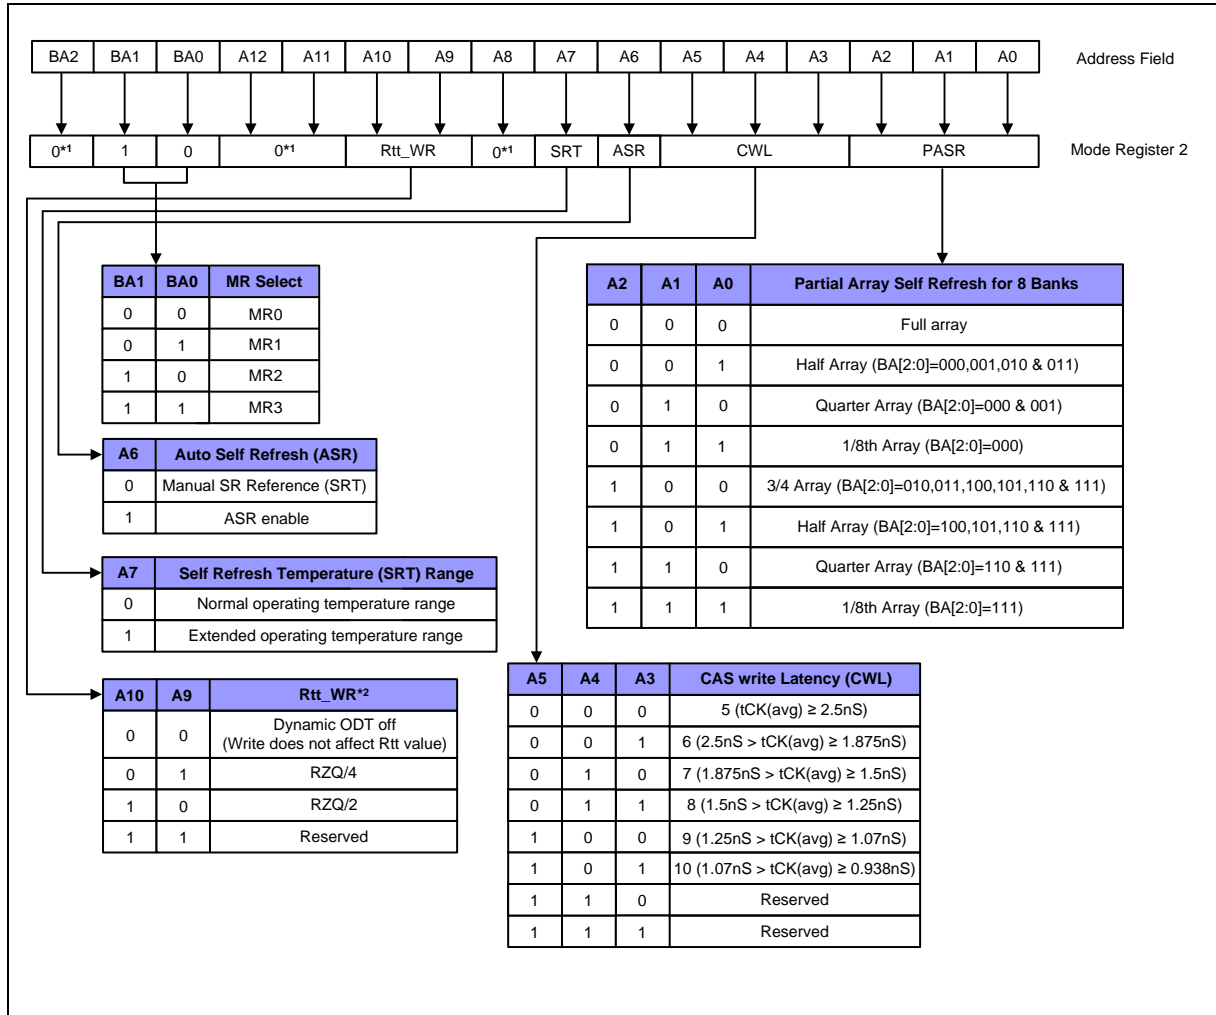 BA2 BA1 BA0 A12 A11 A10 A9 A8 A7 A6 A5 A4 A3 A2 A1 A0 Address Field
0*1 1 0 0*1 Rtt_WR 0*1 SRT ASR CWL PASR Mode Register 2
BA1 BA0 MR Select
0 0 MR0
0 1 MR1
1 0 MR2
1 1 MR3
A6 Auto Self Refresh (ASR)
0 Manual SR Reference (SRT)
1 ASR enable
A7 Self Refresh Temperature (SRT) Range
0 Normal operating temperature range
1 Extended operating temperature range
A10 A9 Rtt_WR*2
0 0 Dynamic ODT off
(Write does not affect Rtt value)
0 1 RZQ/4
1 0 RZQ/2
1 1 Reserved
A2 A1 A0 Partial Array Self Refresh for 8 Banks
0 0 0 Full array
0 0 1 Half Array (BA[2:0]=000,001,010 & 011)
0 1 0 Quarter Array (BA[2:0]=000 & 001)
0 1 1 1/8th Array (BA[2:0]=000)
1 0 0 3/4 Array (BA[2:0]=010,011,100,101,110 & 111)
1 0 1 Half Array (BA[2:0]=100,101,110 & 111)
1 1 0 Quarter Array (BA[2:0]=110 & 111)
1 1 1 1/8th Array (BA[2:0]=111)
A5 A4 A3 CAS write Latency (CWL)
0 0 0 5 (tCK(avg) ≥ 2.5nS)
0 0 1 6 (2.5nS > tCK(avg) ≥ 1.875nS)
0 1 0 7 (1.875nS > tCK(avg) ≥ 1.5nS)
0 1 1 8 (1.5nS > tCK(avg) ≥ 1.25nS)
1 0 0 9 (1.25nS > tCK(avg) ≥ 1.07nS)
1 0 1 10 (1.07nS > tCK(avg) ≥ 0.938nS)
1 1 0 Reserved
1 1 1 Reserved